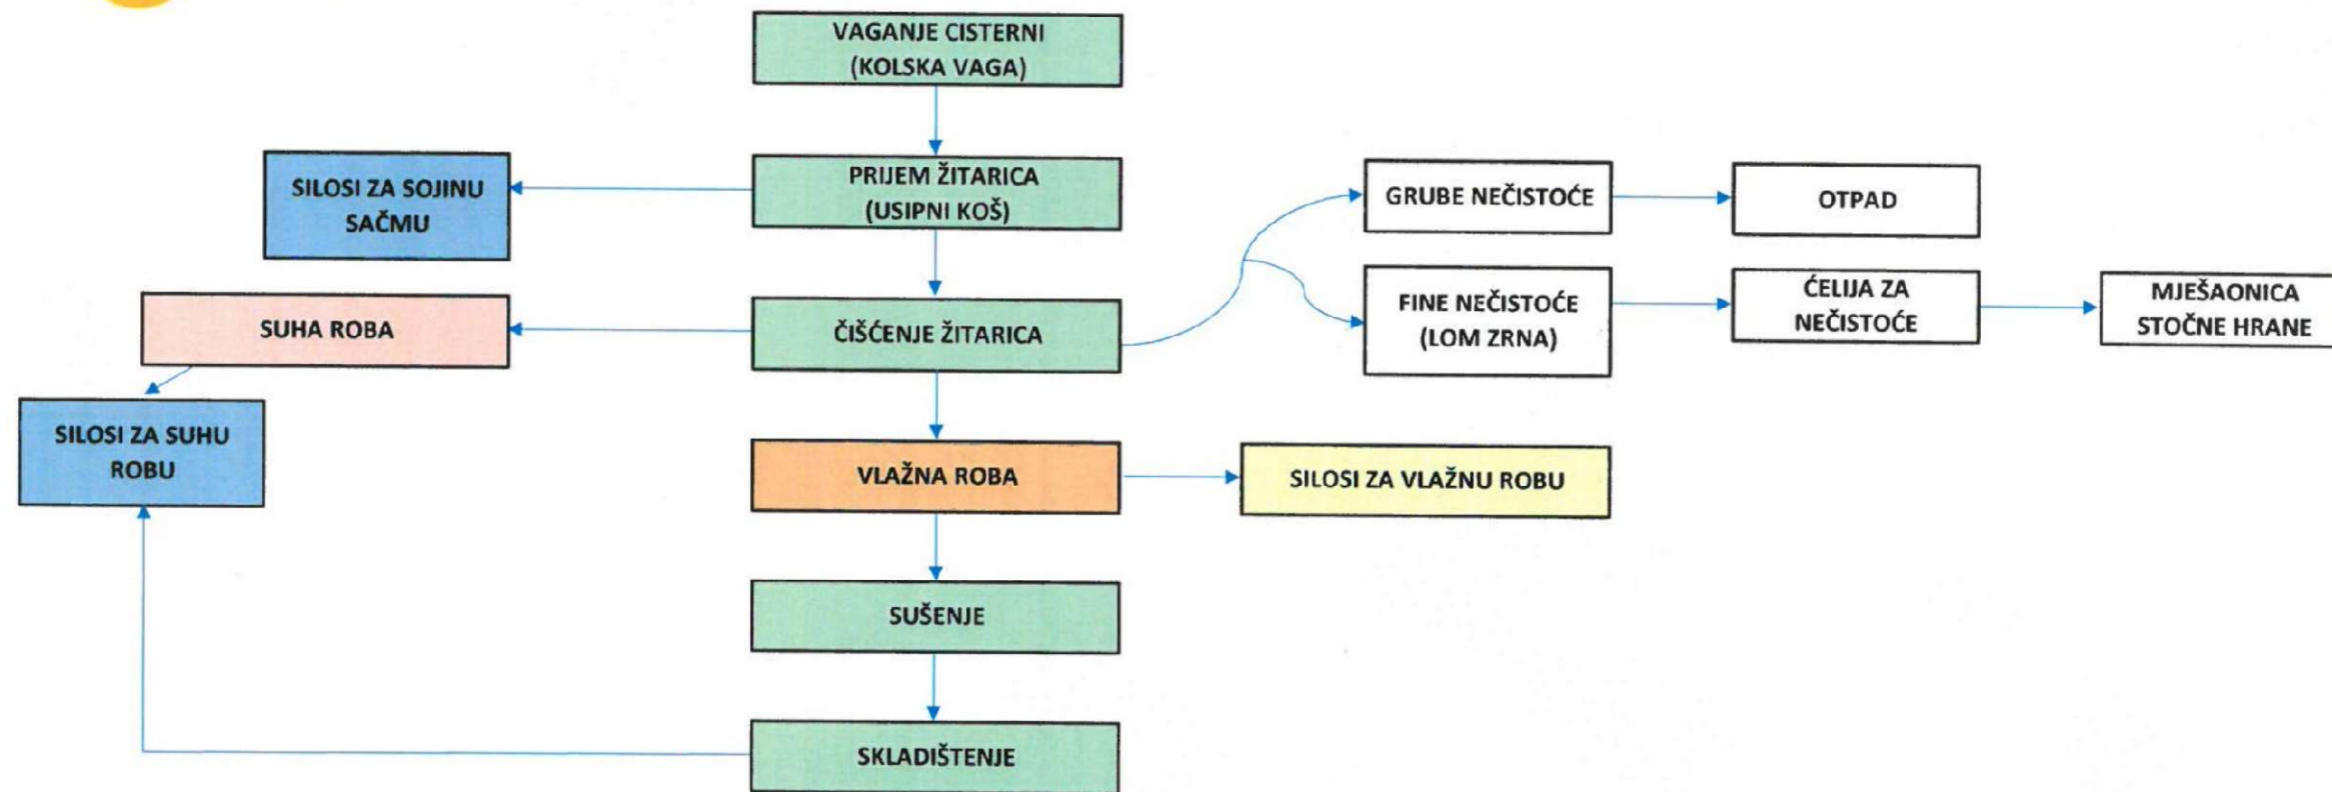 VAGANJE CISTERNI
(KOLSKA VAGA)
SILOSI ZA SOJINU
SAČMU
PRIJEM ŽITARICA
(USIPNI KOŠ)
GRUBE NEČISTOĆE
OTPAD
SUHA ROBA
ČIŠĆENJE ŽITARICA
FINE NEČISTOĆE
(LOM ZRNA)
ĆELIJA ZA
NEČISTOĆE
MJEŠAONICA
STOČNE HRANE
SILOSI ZA SUHU
ROBU
VLAŽNA ROBA
SILOSI ZA VLAŽNU ROBU
SUŠENJE
SKLADIŠTENJE